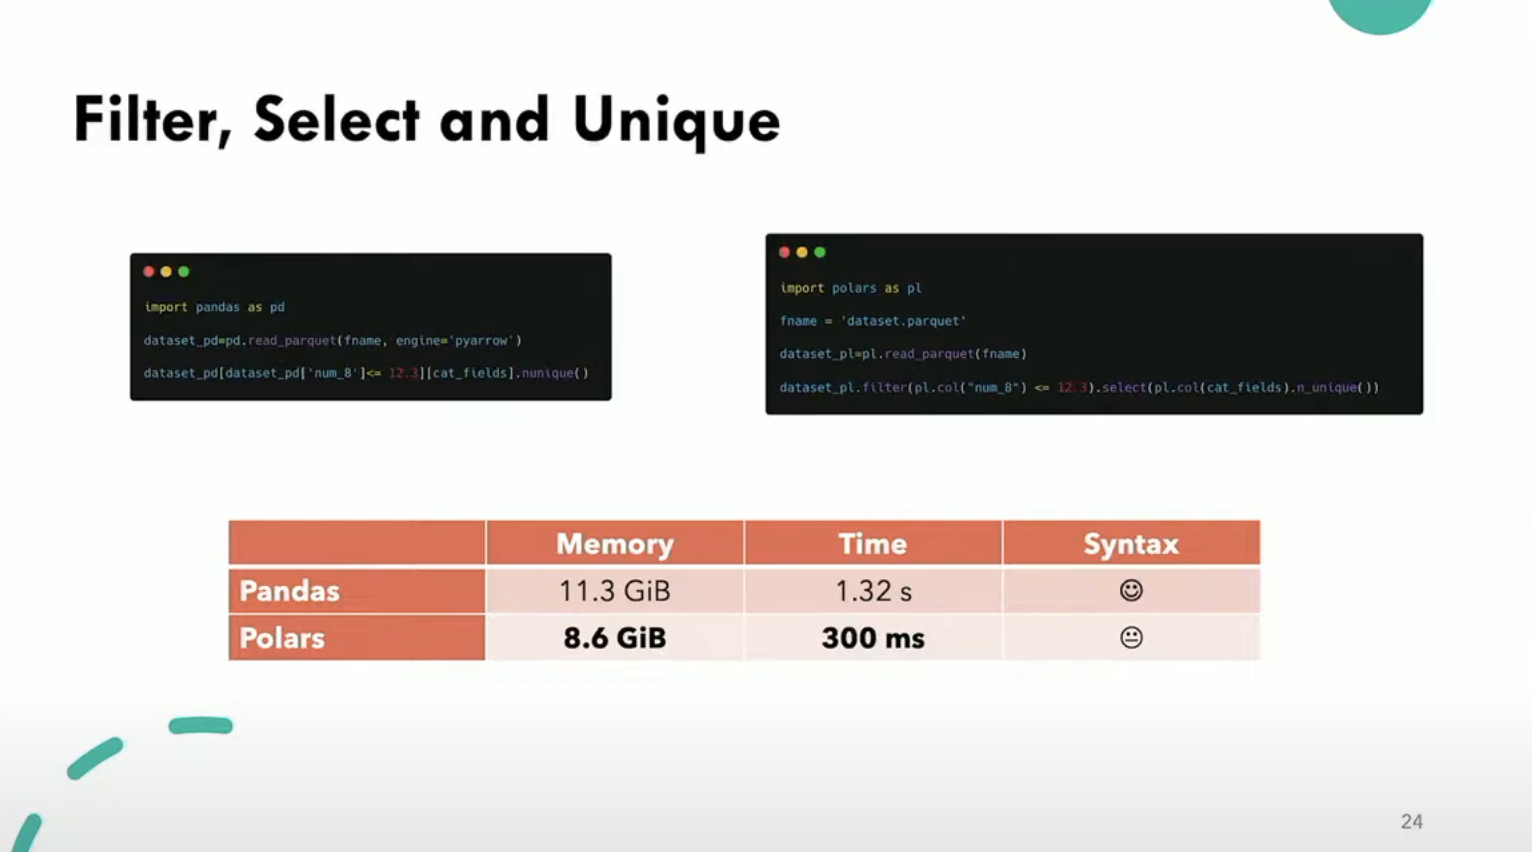 Filter, Select and Unique
import pandas as pd
dataset_pd=pd.read_parquet(fname, engine='pyarrow')
dataset_pd[dataset_pd['num_8']<= 12.3][cat_fields].nunique()
import polars as pl
fname = 'dataset.parquet'
dataset_pl=pl.read_parquet(fname)
dataset_pl.filter(pl.col("num_8") <= 12.3).select(pl.col(cat_fields).n_unique())
Memory Time Syntax
Pandas 11.3 GiB 1.32 s ☺
Polars 8.6 GiB 300 ms 😐
24